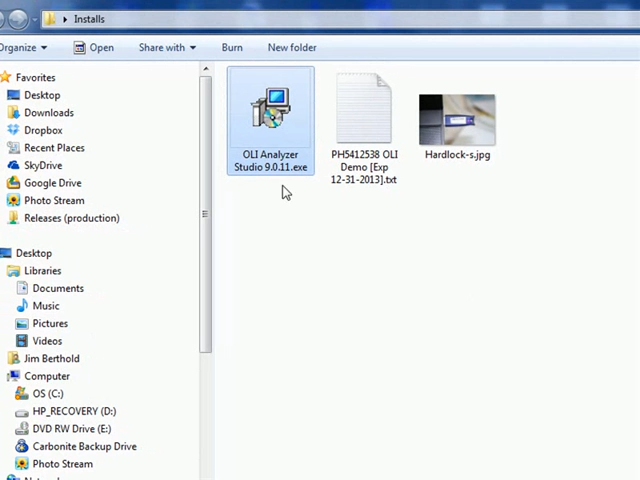 Installs
Organize
Open
Share with
Burn
New folder
Favorites
Desktop
Downloads
Dropbox
Recent Places
SkyDrive
Google Drive
Photo Stream
Releases (production)
Desktop
Libraries
Documents
Music
Pictures
Videos
Jim Berthold
Computer
OS (C:)
HP_RECOVERY (D:)
DVD RW Drive (E:)
Carbonite Backup Drive
Photo Stream
OLI Analyzer
Studio 9.0.11.exe
PH5412538 OLI
Demo [Exp
12-31-2013].txt
Hardlock-s.jpg